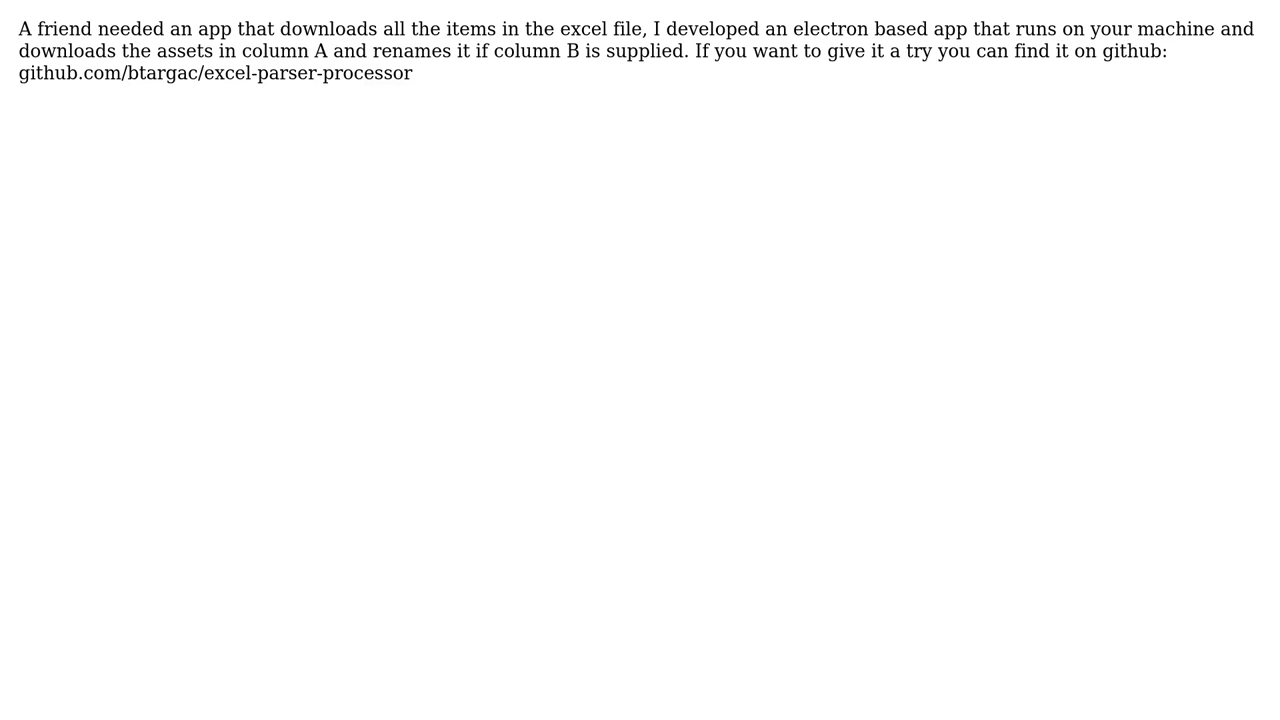 A friend needed an app that downloads all the items in the excel file, I developed an electron based app that runs on your machine and
downloads the assets in column A and renames it if column B is supplied. If you want to give it a try you can find it on github:
github.com/btargac/excel-parser-processor